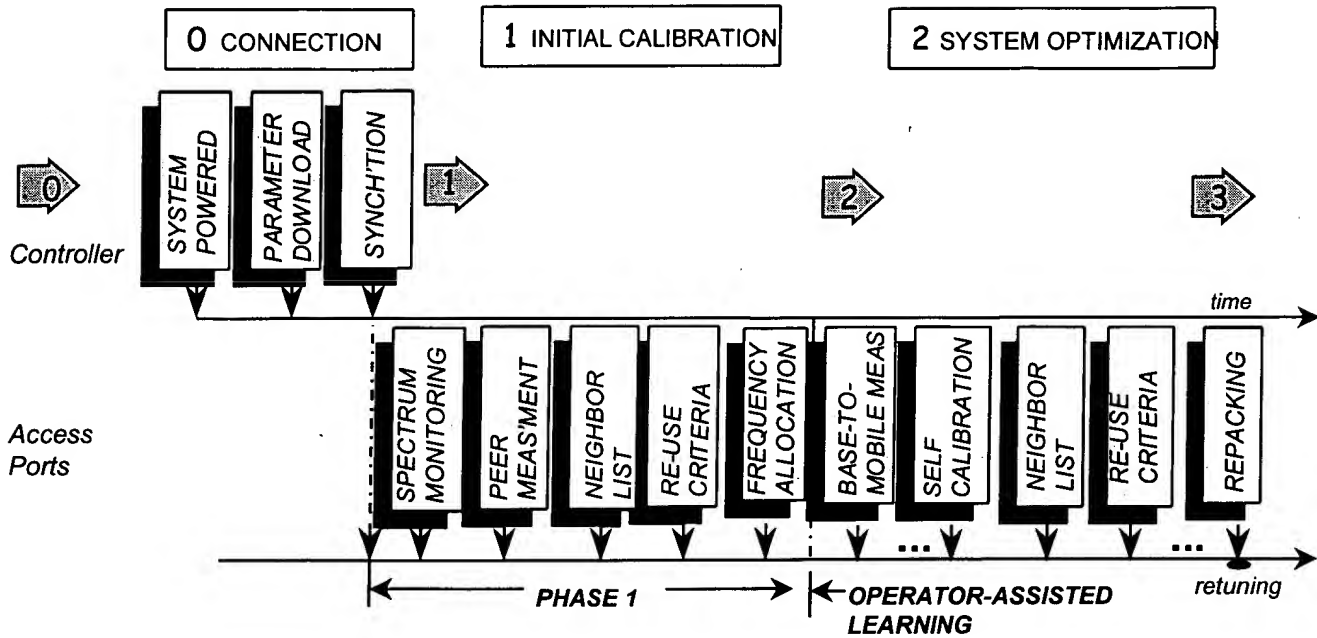 0 CONNECTION
1 INITIAL CALIBRATION
2 SYSTEM OPTIMIZATION
0
SYSTEM
POWERED
PARAMETER
DOWNLOAD
SYNCH'TION
1
2
3
Controller
time
SPECTRUM
MONITORING
PEER
MEAS'MENT
NEIGHBOR
LIST
RE-USE
CRITERIA
FREQUENCY
ALLOCATION
BASE-TO-
MOBILE MEAS
SELF
CALIBRATION
NEIGHBOR
LIST
RE-USE
CRITERIA
REPACKING
Access
Ports
...
...
retuning
PHASE 1
OPERATOR-ASSISTED
LEARNING